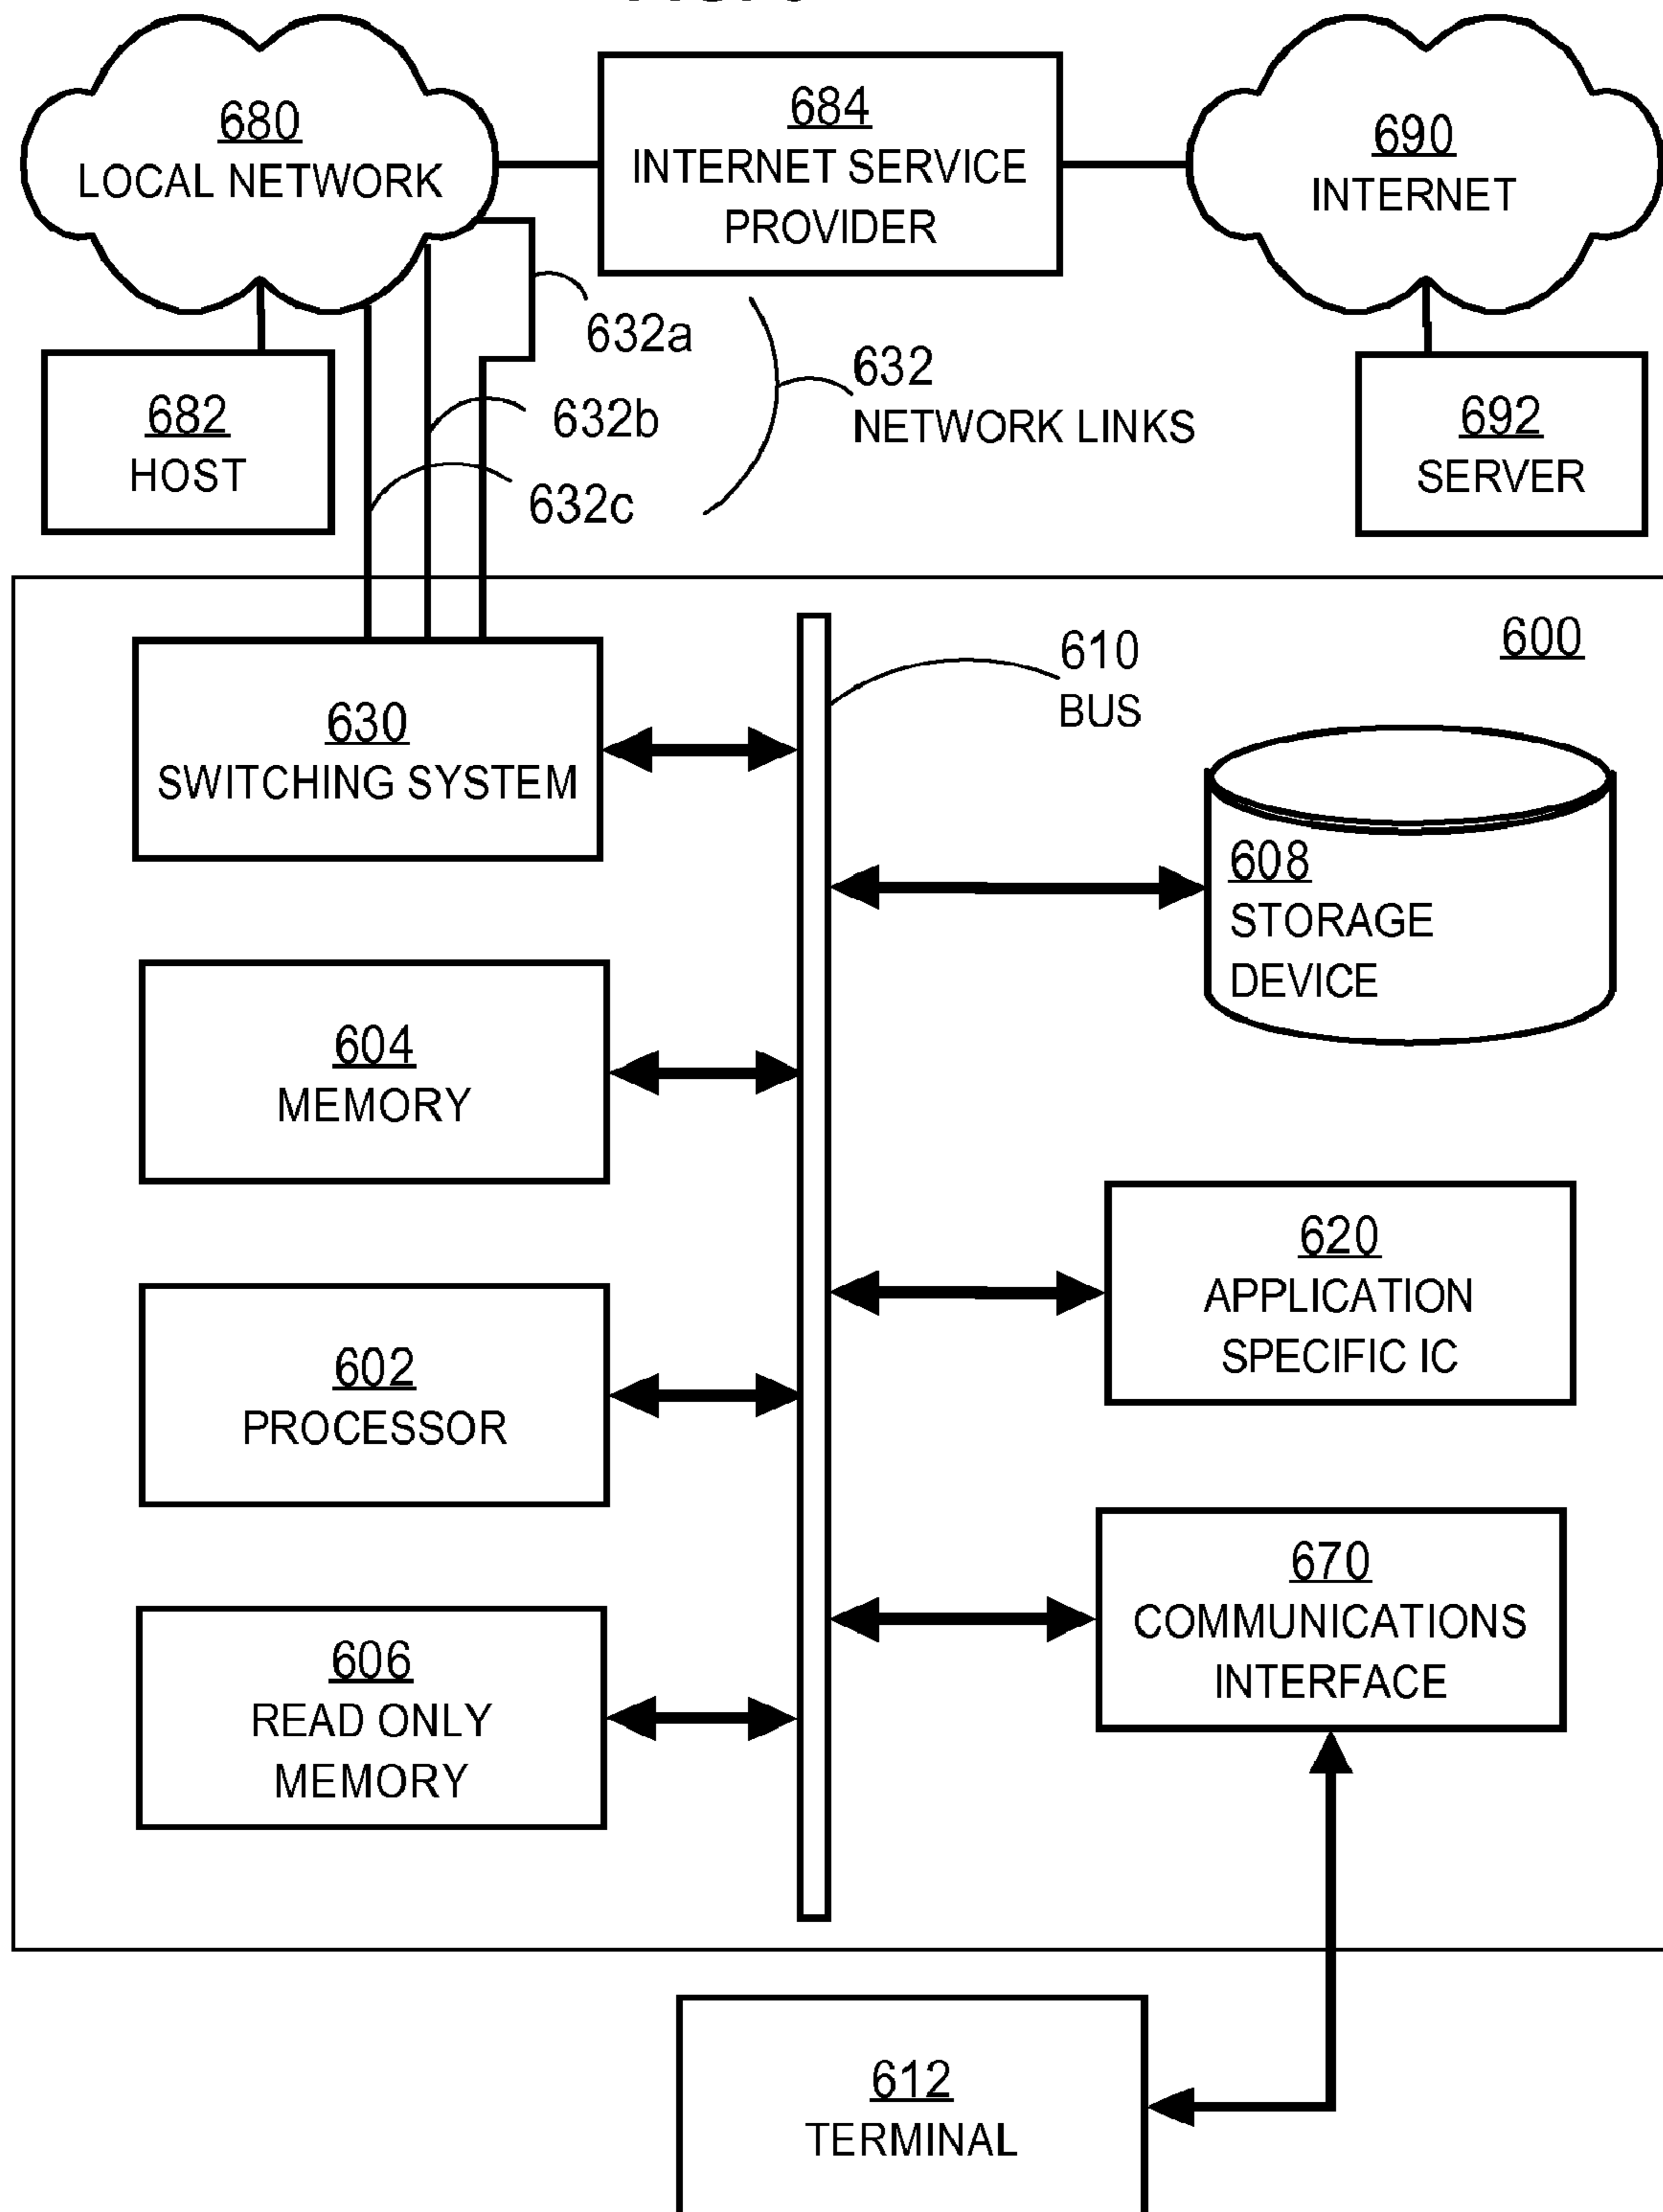 680
LOCAL NETWORK
684
INTERNET SERVICE
PROVIDER
690
INTERNET
632a
632
NETWORK LINKS
632b
632c
682
HOST
692
SERVER
600
610
BUS
630
SWITCHING SYSTEM
608
STORAGE
DEVICE
604
MEMORY
620
APPLICATION
SPECIFIC IC
602
PROCESSOR
670
COMMUNICATIONS
INTERFACE
606
READ ONLY
MEMORY
612
TERMINAL